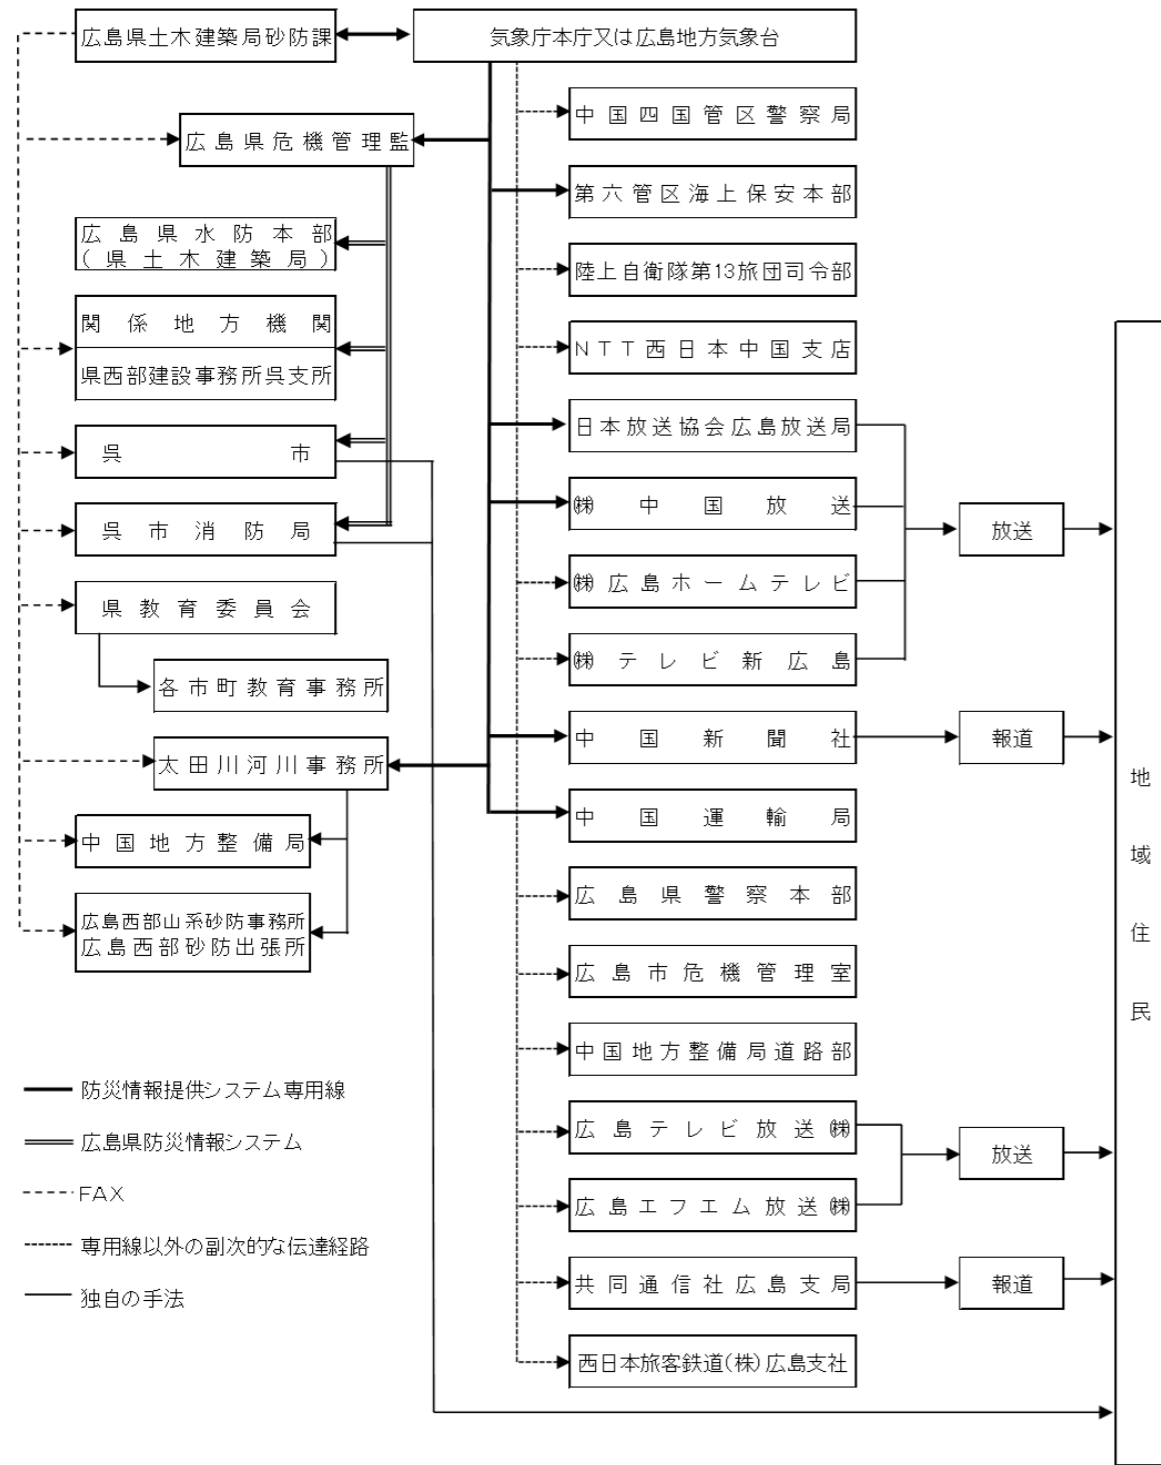 広島県土木建築局砂防課
気象庁本庁又は広島地方気象台
広島県危機管理監
広島県水防本部
(県土木建築局)
関係地方機関
県西部建設事務所呉支所
呉市
呉市消防局
県教育委員会
各市町教育事務所
太田川河川事務所
中国地方整備局
広島西部山系砂防事務所
広島西部砂防出張所
中国四国管区警察局
第六管区海上保安本部
陸上自衛隊第13旅団司令部
NTT西日本中国支店
日本放送協会広島放送局
㈱中国放送
㈱広島ホームテレビ
㈱テレビ新広島
放送
中国新聞社
報道
中国運輸局
広島県警察本部
広島市危機管理室
中国地方整備局道路部
広島テレビ放送㈱
広島エフエム放送㈱
放送
共同通信社広島支局
報道
西日本旅客鉄道(株)広島支社
地域住民
防災情報提供システム専用線
広島県防災情報システム
FAX
専用線以外の副次的な伝達経路
独自の手法